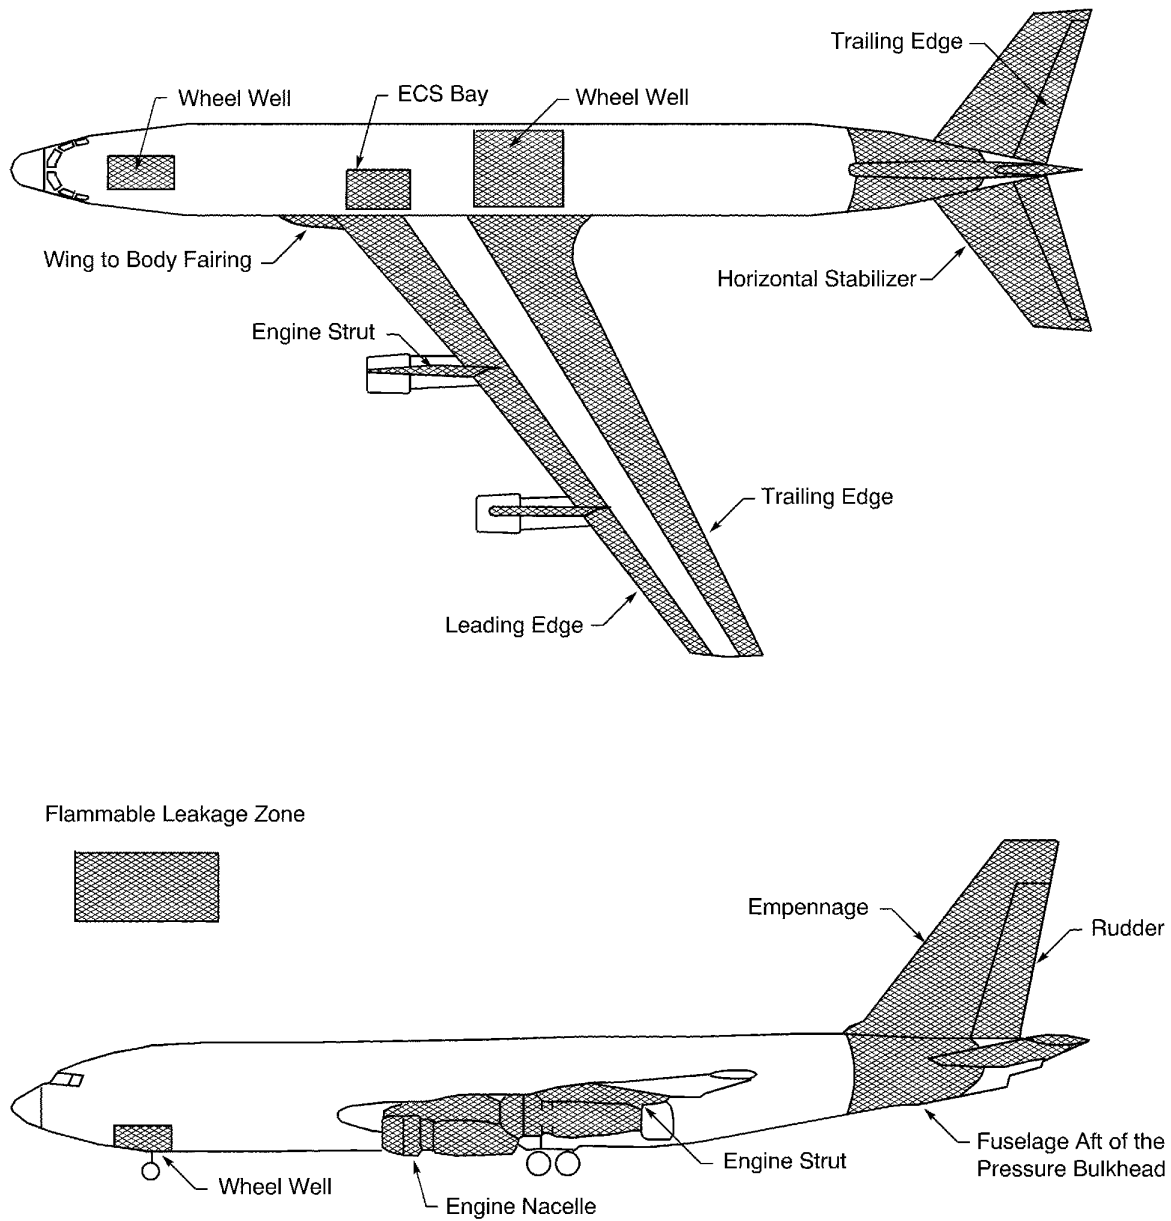 Trailing Edge
Wheel Well
ECS Bay
Wheel Well
Wing to Body Fairing
Horizontal Stabilizer
Engine Strut
Trailing Edge
Leading Edge
Flammable Leakage Zone
Empennage
Rudder
Fuselage Aft of the
Pressure Bulkhead
Engine Strut
Wheel Well
Engine Nacelle